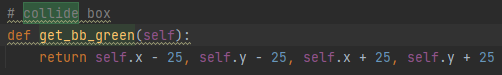 # collide box
def get_bb_green(self):
    return self.x - 25, self.y - 25, self.x + 25, self.y + 25